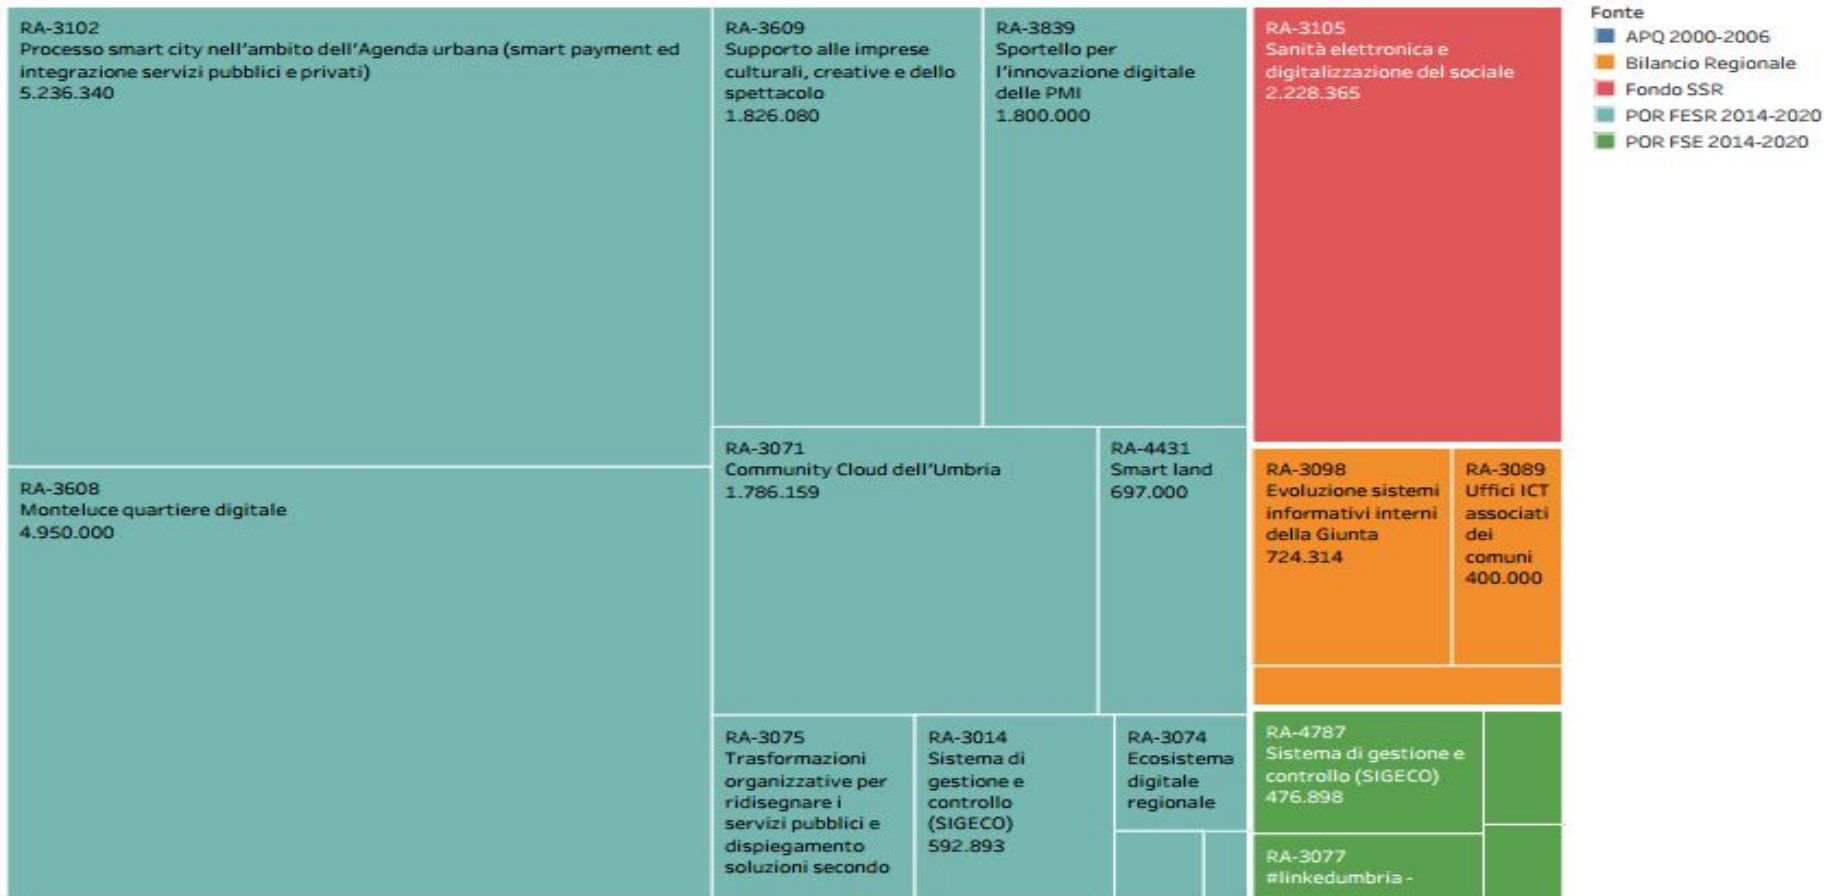 RA-3102
Processo smart city nell'ambito dell'Agenda urbana (smart payment ed
integrazione servizi pubblici e privati)
5.236.340
RA-3608
Monteluce quartiere digitale
4.950.000
RA-3609
Supporto alle imprese
culturali, creative e dello
spettacolo
1.826.080
RA-3839
Sportello per
l'innovazione digitale
delle PMI
1.800.000
RA-3071
Community Cloud dell'Umbria
1.786.159
RA-4431
Smart land
697.000
RA-3075
Trasformazioni
organizzative per
ridisegnare i
servizi pubblici e
dispiegamento
soluzioni secondo
RA-3014
Sistema di
gestione e
controllo
(SIGECO)
592.893
RA-3074
Ecosistema
digitale
regionale
RA-3105
Sanità elettronica e
digitalizzazione del sociale
2.228.365
RA-3098
Evoluzione sistemi
informativi interni
della Giunta
724.314
RA-3089
Uffici ICT
associati
dei
comuni
400.000
RA-4787
Sistema di gestione e
controllo (SIGECO)
476.898
RA-3077
#linkedumbria -
Fonte
APQ 2000-2006
Bilancio Regionale
Fondo SSR
POR FESR 2014-2020
POR FSE 2014-2020